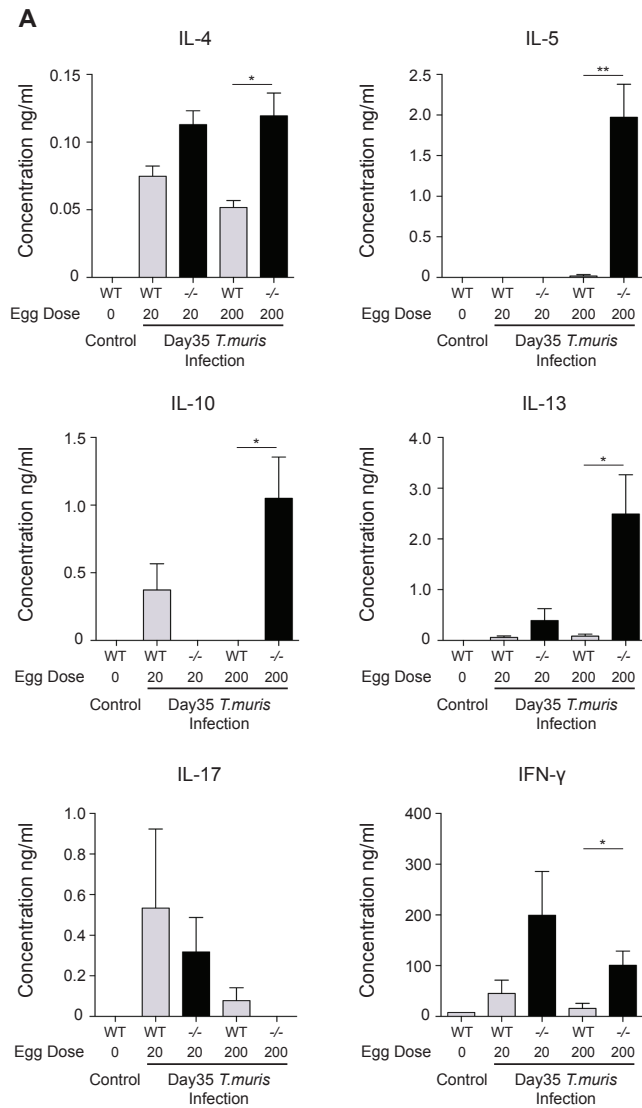 A
IL-4
Concentration ng/ml
0.15
0.10
0.05
0
*
WT WT -/- WT -/-
Egg Dose 0 20 20 200 200
Control Day35 T.muris
Infection
IL-5
Concentration ng/ml
2.5
2.0
1.5
1.0
0.5
0
**
WT WT -/- WT -/-
Egg Dose 0 20 20 200 200
Control Day35 T.muris
Infection
IL-10
Concentration ng/ml
1.5
1.0
0.5
0
*
WT WT -/- WT -/-
Egg Dose 0 20 20 200 200
Control Day35 T.muris
Infection
IL-13
Concentration ng/ml
4.0
3.0
2.0
1.0
0
*
WT WT -/- WT -/-
Egg Dose 0 20 20 200 200
Control Day35 T.muris
Infection
IL-17
Concentration ng/ml
1.0
0.8
0.6
0.4
0.2
0
WT WT -/- WT -/-
Egg Dose 0 20 20 200 200
Control Day35 T.muris
Infection
IFN-γ
Concentration ng/ml
400
300
200
100
0
*
WT WT -/- WT -/-
Egg Dose 0 20 20 200 200
Control Day35 T.muris
Infection